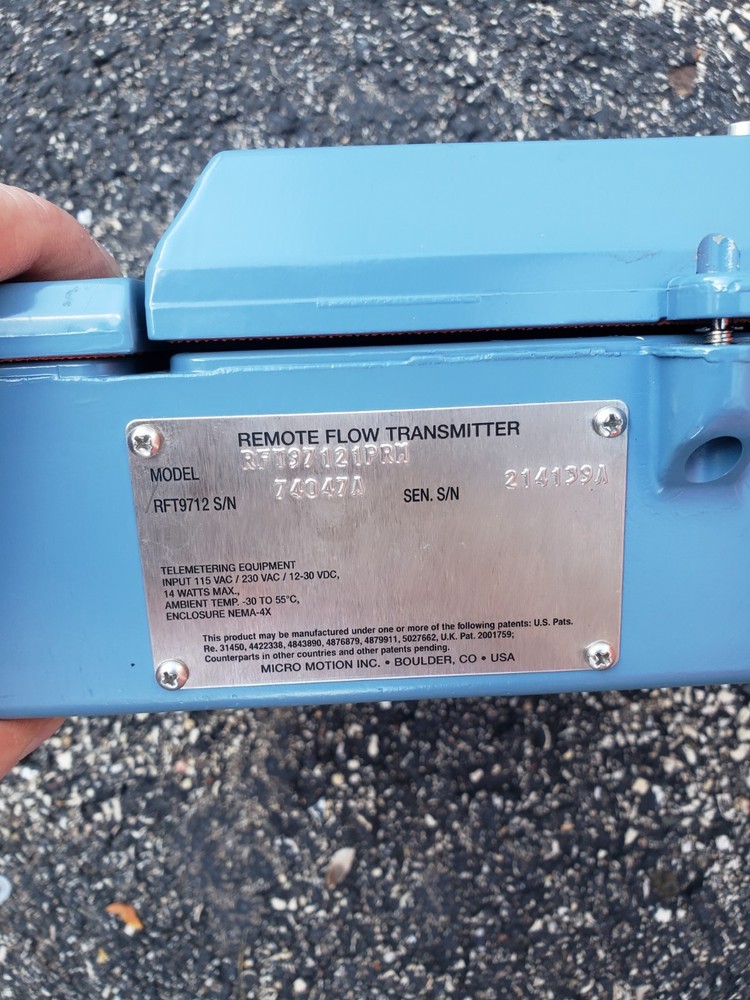 REMOTE FLOW TRANSMITTER
MODEL RFT97121PRM
RFT9712 S/N 74047A SEN. S/N 214139A
TELEMETERING EQUIPMENT
INPUT 115 VAC / 230 VAC / 12-30 VDC,
14 WATTS MAX.,
AMBIENT TEMP. -30 TO 55°C,
ENCLOSURE NEMA-4X
This product may be manufactured under one or more of the following patents: U.S. Pats.
Re. 31450, 4422338, 4843890, 4876879, 4879911, 5027662, U.K. Pat. 2001759;
Counterparts in other countries and other patents pending.
MICRO MOTION INC. • BOULDER, CO • USA